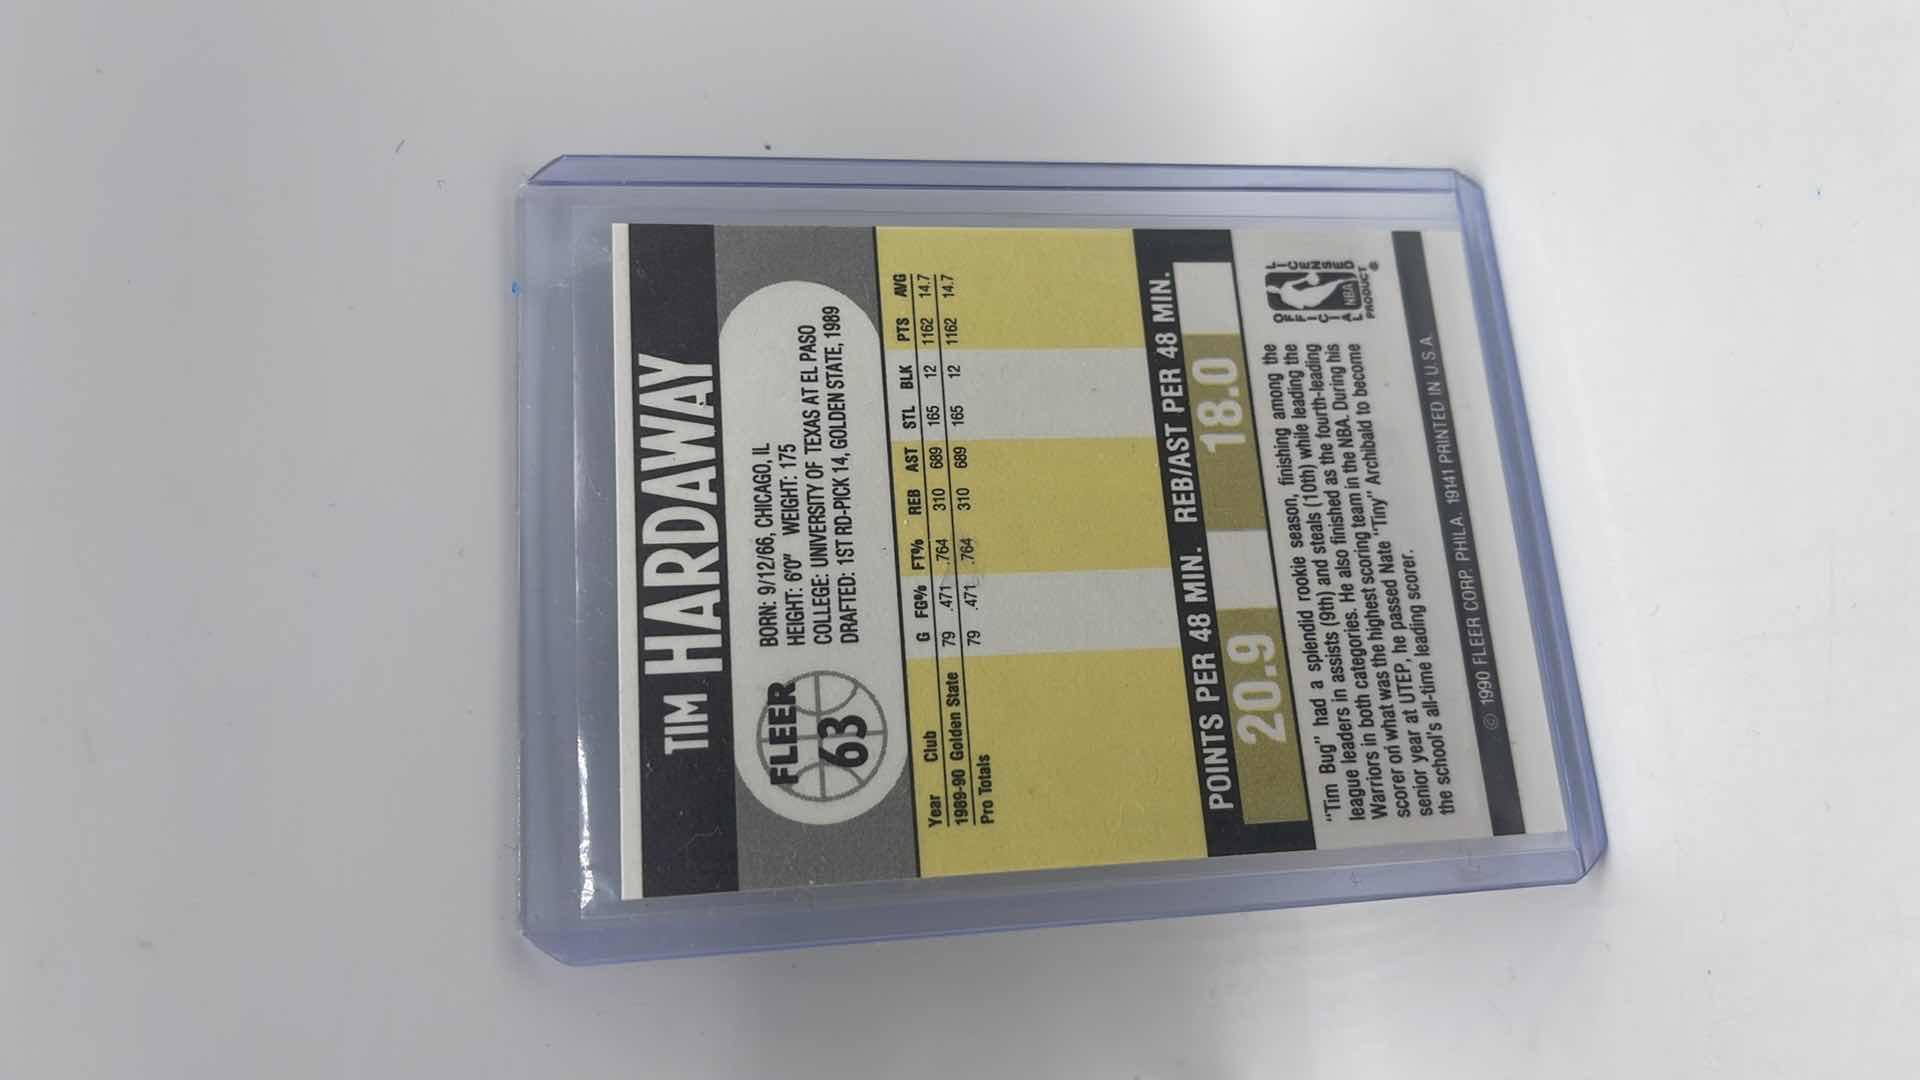 TIM HARDAWAY
FLEER
63
BORN: 9/12/66, CHICAGO, IL
HEIGHT: 6'0" WEIGHT: 175
COLLEGE: UNIVERSITY OF TEXAS AT EL PASO
DRAFTED: 1ST RD-PICK 14, GOLDEN STATE, 1989
Year Club G FG% FT% REB AST STL BLK PTS AVG
1989-90 Golden State 79 .471 .764 310 689 165 12 1162 14.7
Pro Totals 79 .471 .764 310 689 165 12 1162 14.7
POINTS PER 48 MIN. REB/AST PER 48 MIN.
20.9 18.0
"Tim Bug" had a splendid rookie season, finishing among the
league leaders in assists (9th) and steals (10th) while leading the
Warriors in both categories. He also finished as the fourth-leading
scorer on what was the highest scoring team in the NBA. During his
senior year at UTEP, he passed Nate "Tiny" Archibald to become
the school's all-time leading scorer.
OFFICIAL LICENSED
NBA
PRODUCT ®
© 1990 FLEER CORP. PHILA. 19141 PRINTED IN U.S.A.